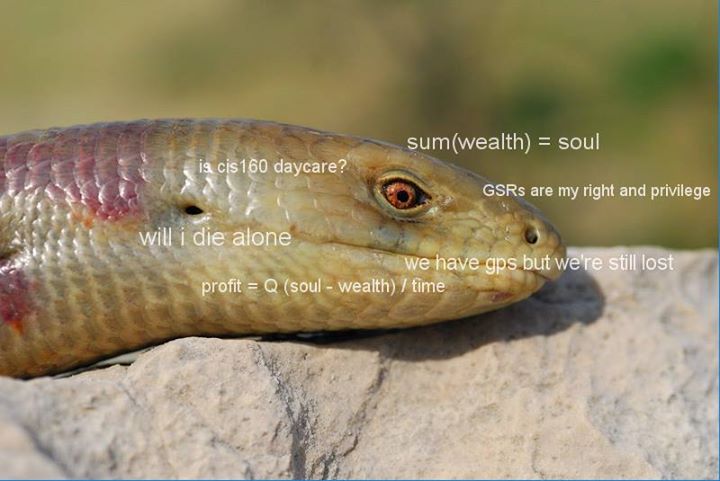 sum(wealth) = soul
is cis160 daycare?
GSRs are my right and privilege
will i die alone
we have gps but we're still lost
profit = Q (soul - wealth) / time